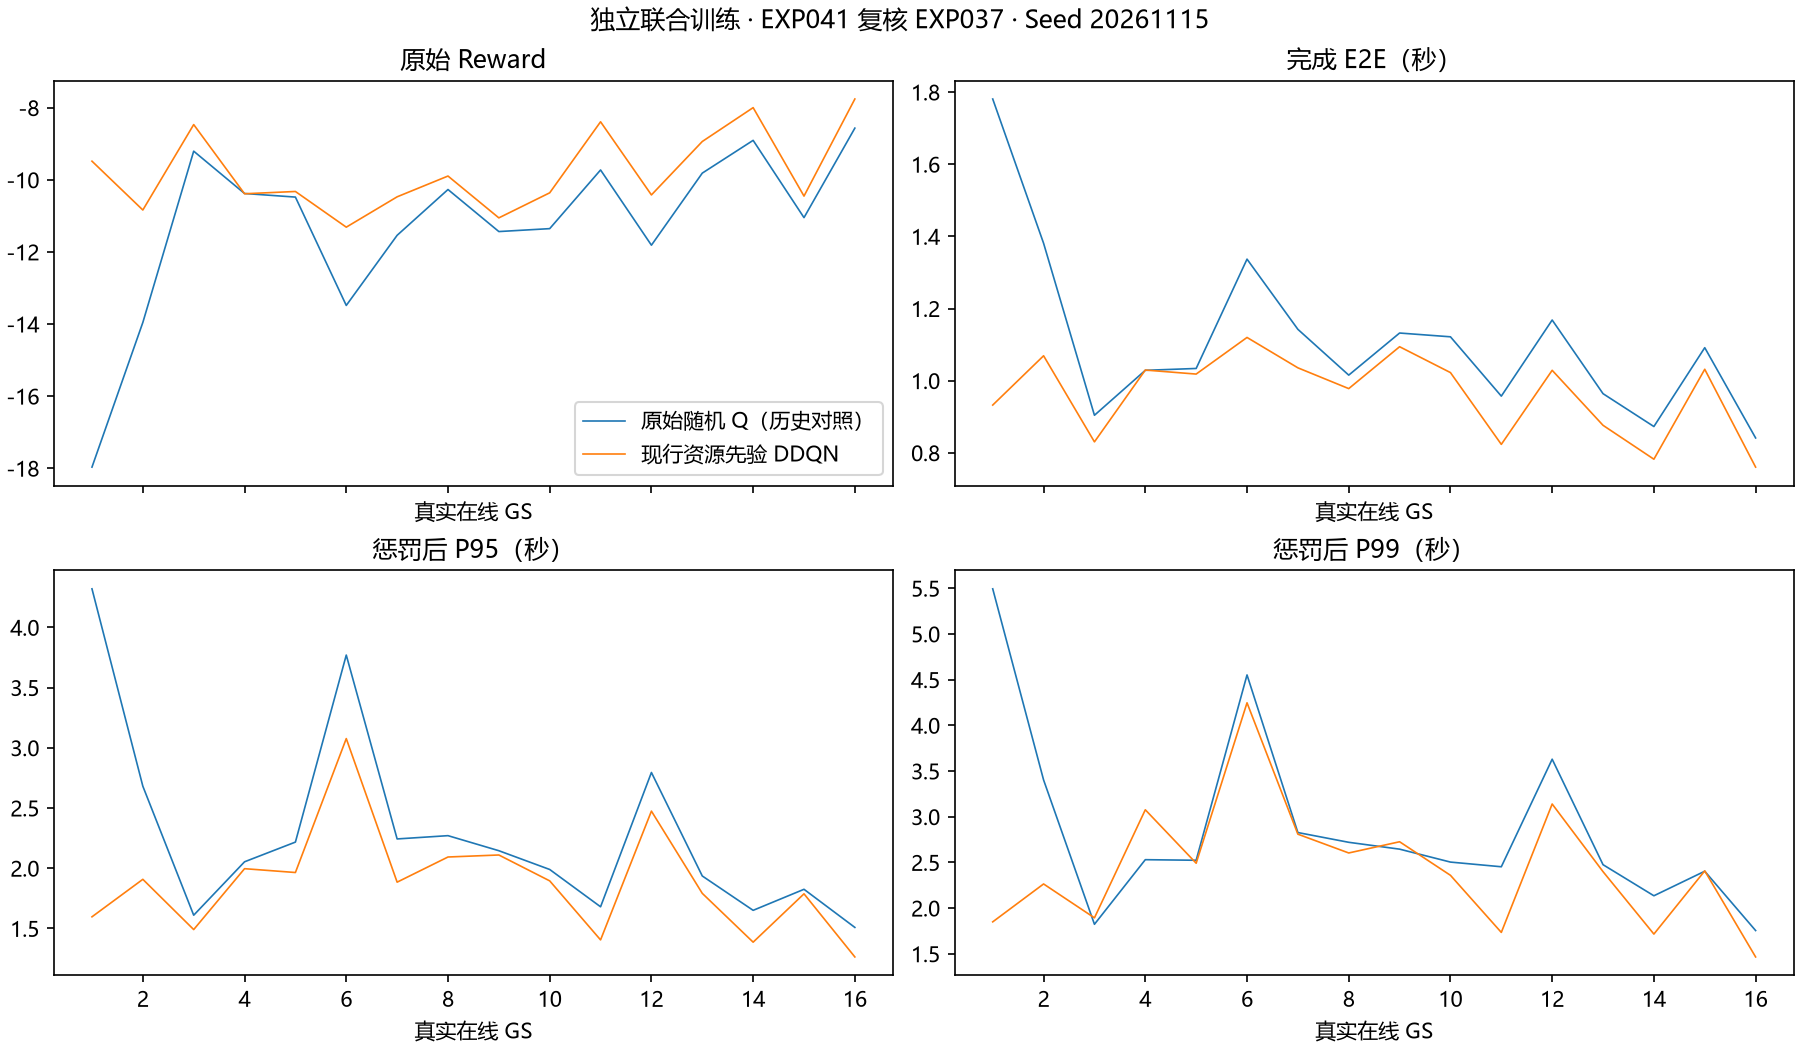 独立联合训练 · EXP041 复核 EXP037 · Seed 20261115
原始 Reward
-8
-10
-12
-14
-16
-18
原始随机 Q（历史对照）
现行资源先验 DDQN
真实在线 GS
完成 E2E（秒）
1.8
1.6
1.4
1.2
1.0
0.8
真实在线 GS
惩罚后 P95（秒）
4.0
3.5
3.0
2.5
2.0
1.5
2 4 6 8 10 12 14 16
真实在线 GS
惩罚后 P99（秒）
5.5
5.0
4.5
4.0
3.5
3.0
2.5
2.0
1.5
2 4 6 8 10 12 14 16
真实在线 GS